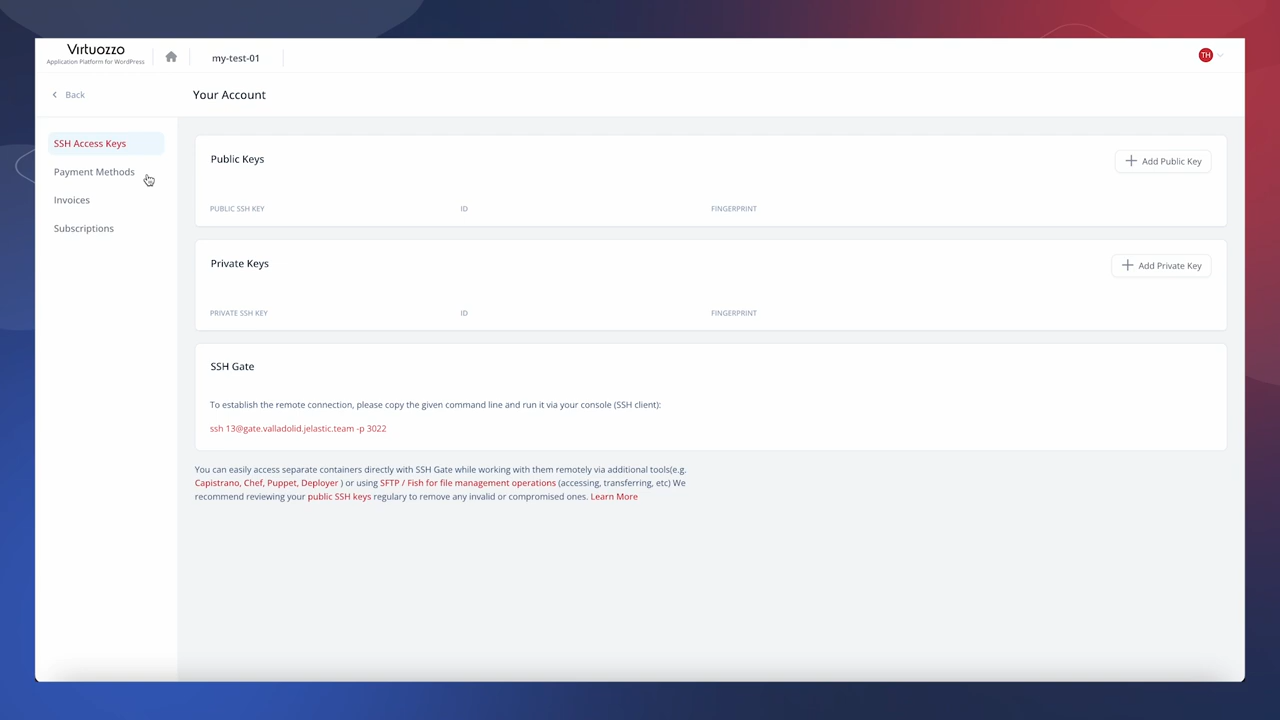 Virtuozzo
Application Platform for WordPress
my-test-01
TH
Back
Your Account
SSH Access Keys
Payment Methods
Invoices
Subscriptions
Public Keys
Add Public Key
PUBLIC SSH KEY
ID
FINGERPRINT
Private Keys
Add Private Key
PRIVATE SSH KEY
ID
FINGERPRINT
SSH Gate
To establish the remote connection, please copy the given command line and run it via your console (SSH client):
ssh 13@gate.valladolid.jelastic.team -p 3022
You can easily access separate containers directly with SSH Gate while working with them remotely via additional tools(e.g.
Capistrano, Chef, Puppet, Deployer ) or using SFTP / Fish for file management operations (accessing, transferring, etc) We
recommend reviewing your public SSH keys regulary to remove any invalid or compromised ones. Learn More